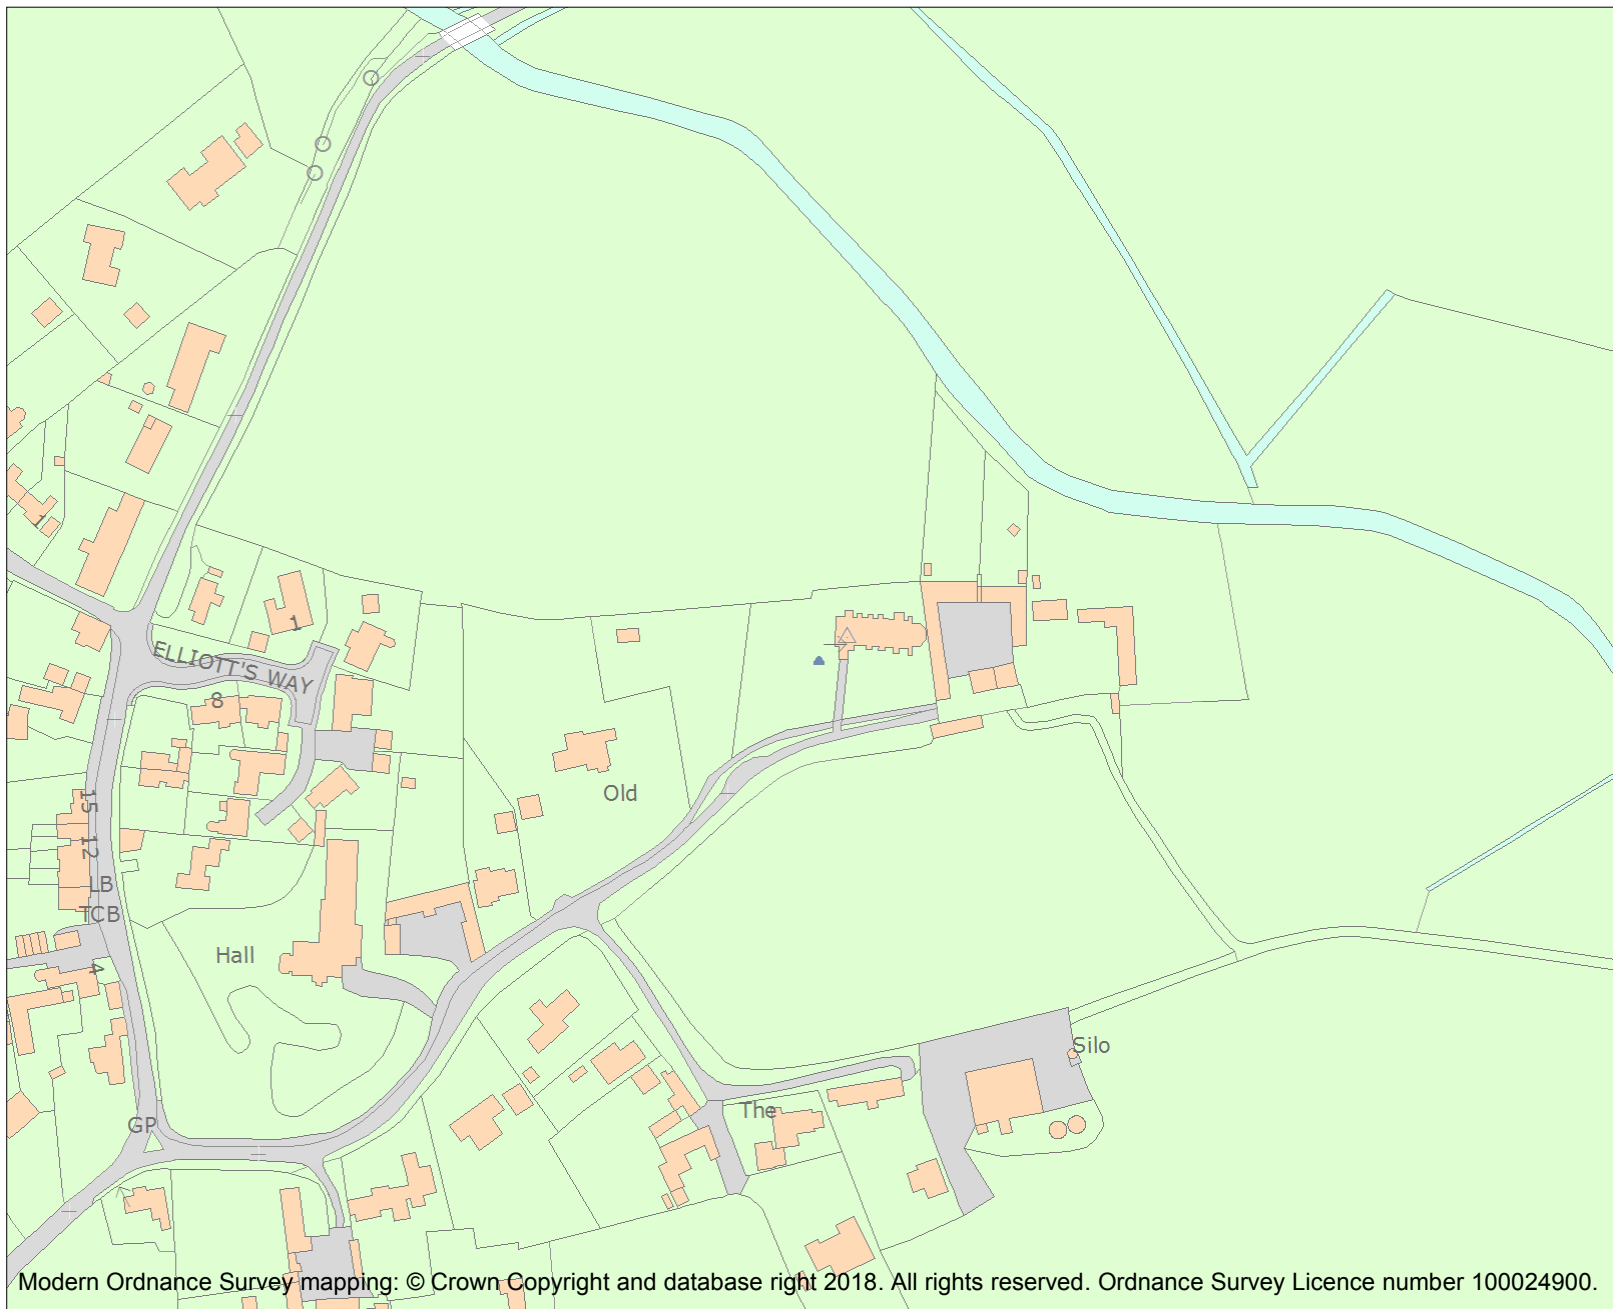 1
1
ELLIOTT'S WAY
8
15
Old
12
LB
TCB
Hall
4
Silo
The
GP
Modern Ordnance Survey mapping: © Crown Copyright and database right 2018. All rights reserved. Ordnance Survey Licence number 100024900.